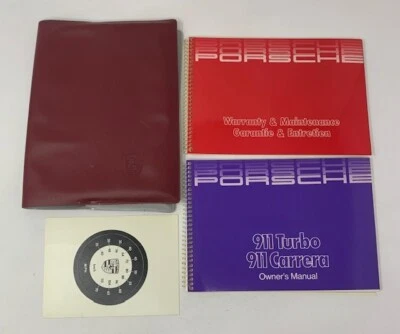 PORSCHE
Warranty & Maintenance
Garantie & Entretien
PORSCHE
911 Turbo
911 Carrera
Owner's Manual